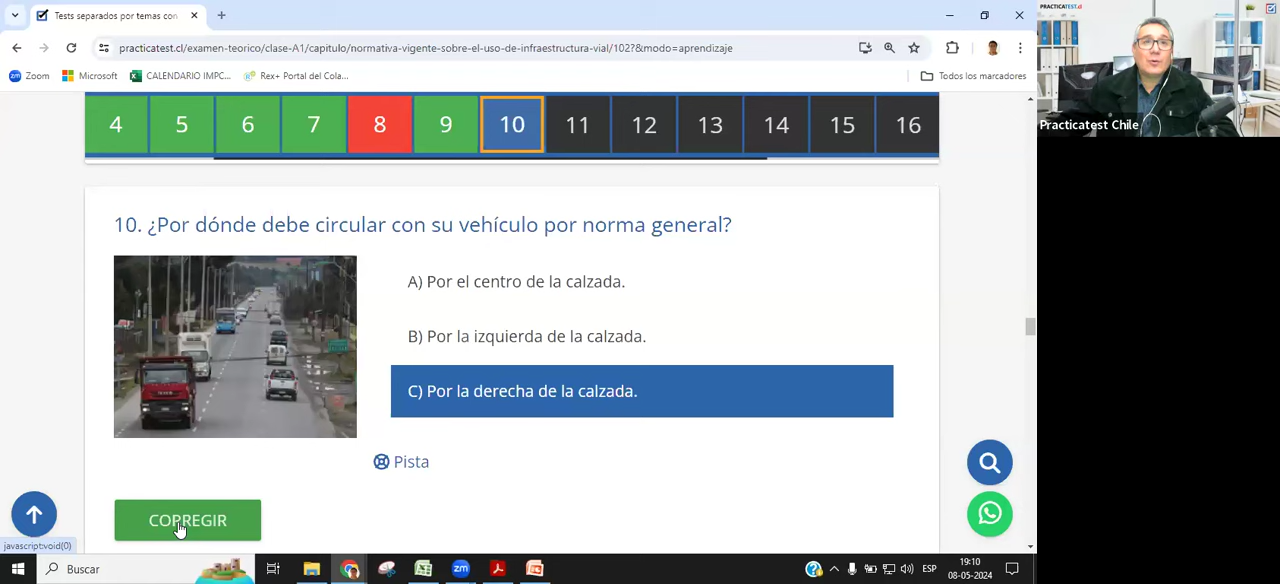 Tests separados por temas con
practicatest.cl/examen-teorico/clase-A1/capitulo/normativa-vigente-sobre-el-uso-de-infraestructura-vial/102?&modo=aprendizaje
Zoom
Microsoft
CALENDARIO IMPC...
Rex+ Portal del Cola...
Todos los marcadores
PRACTICATEST.cl
Practicatest Chile
4 5 6 7 8 9 10 11 12 13 14 15 16
10. ¿Por dónde debe circular con su vehículo por norma general?
A) Por el centro de la calzada.
B) Por la izquierda de la calzada.
C) Por la derecha de la calzada.
Pista
CORREGIR
javascript:void(0)
Buscar
ESP
19:10
08-05-2024